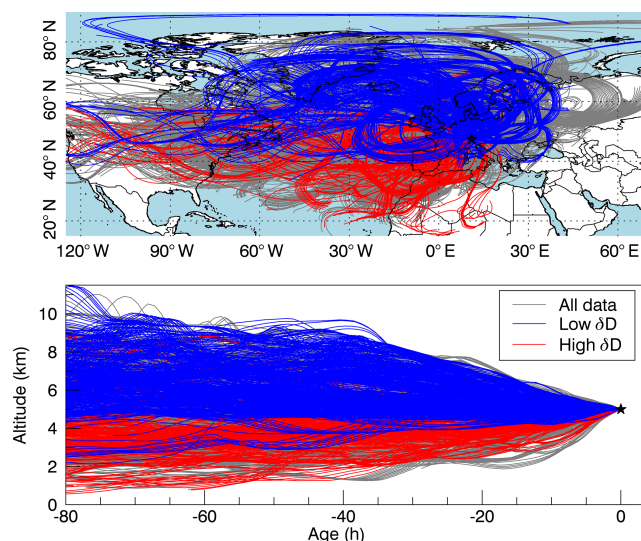 80° N
60° N
40° N
20° N
120° W 90° W 60° W 30° W 0° E 30° E 60° E
All data
Low δD
High δD
Altitude (km)
10
8
6
4
2
0
-80 -60 -40 -20 0
Age (h)